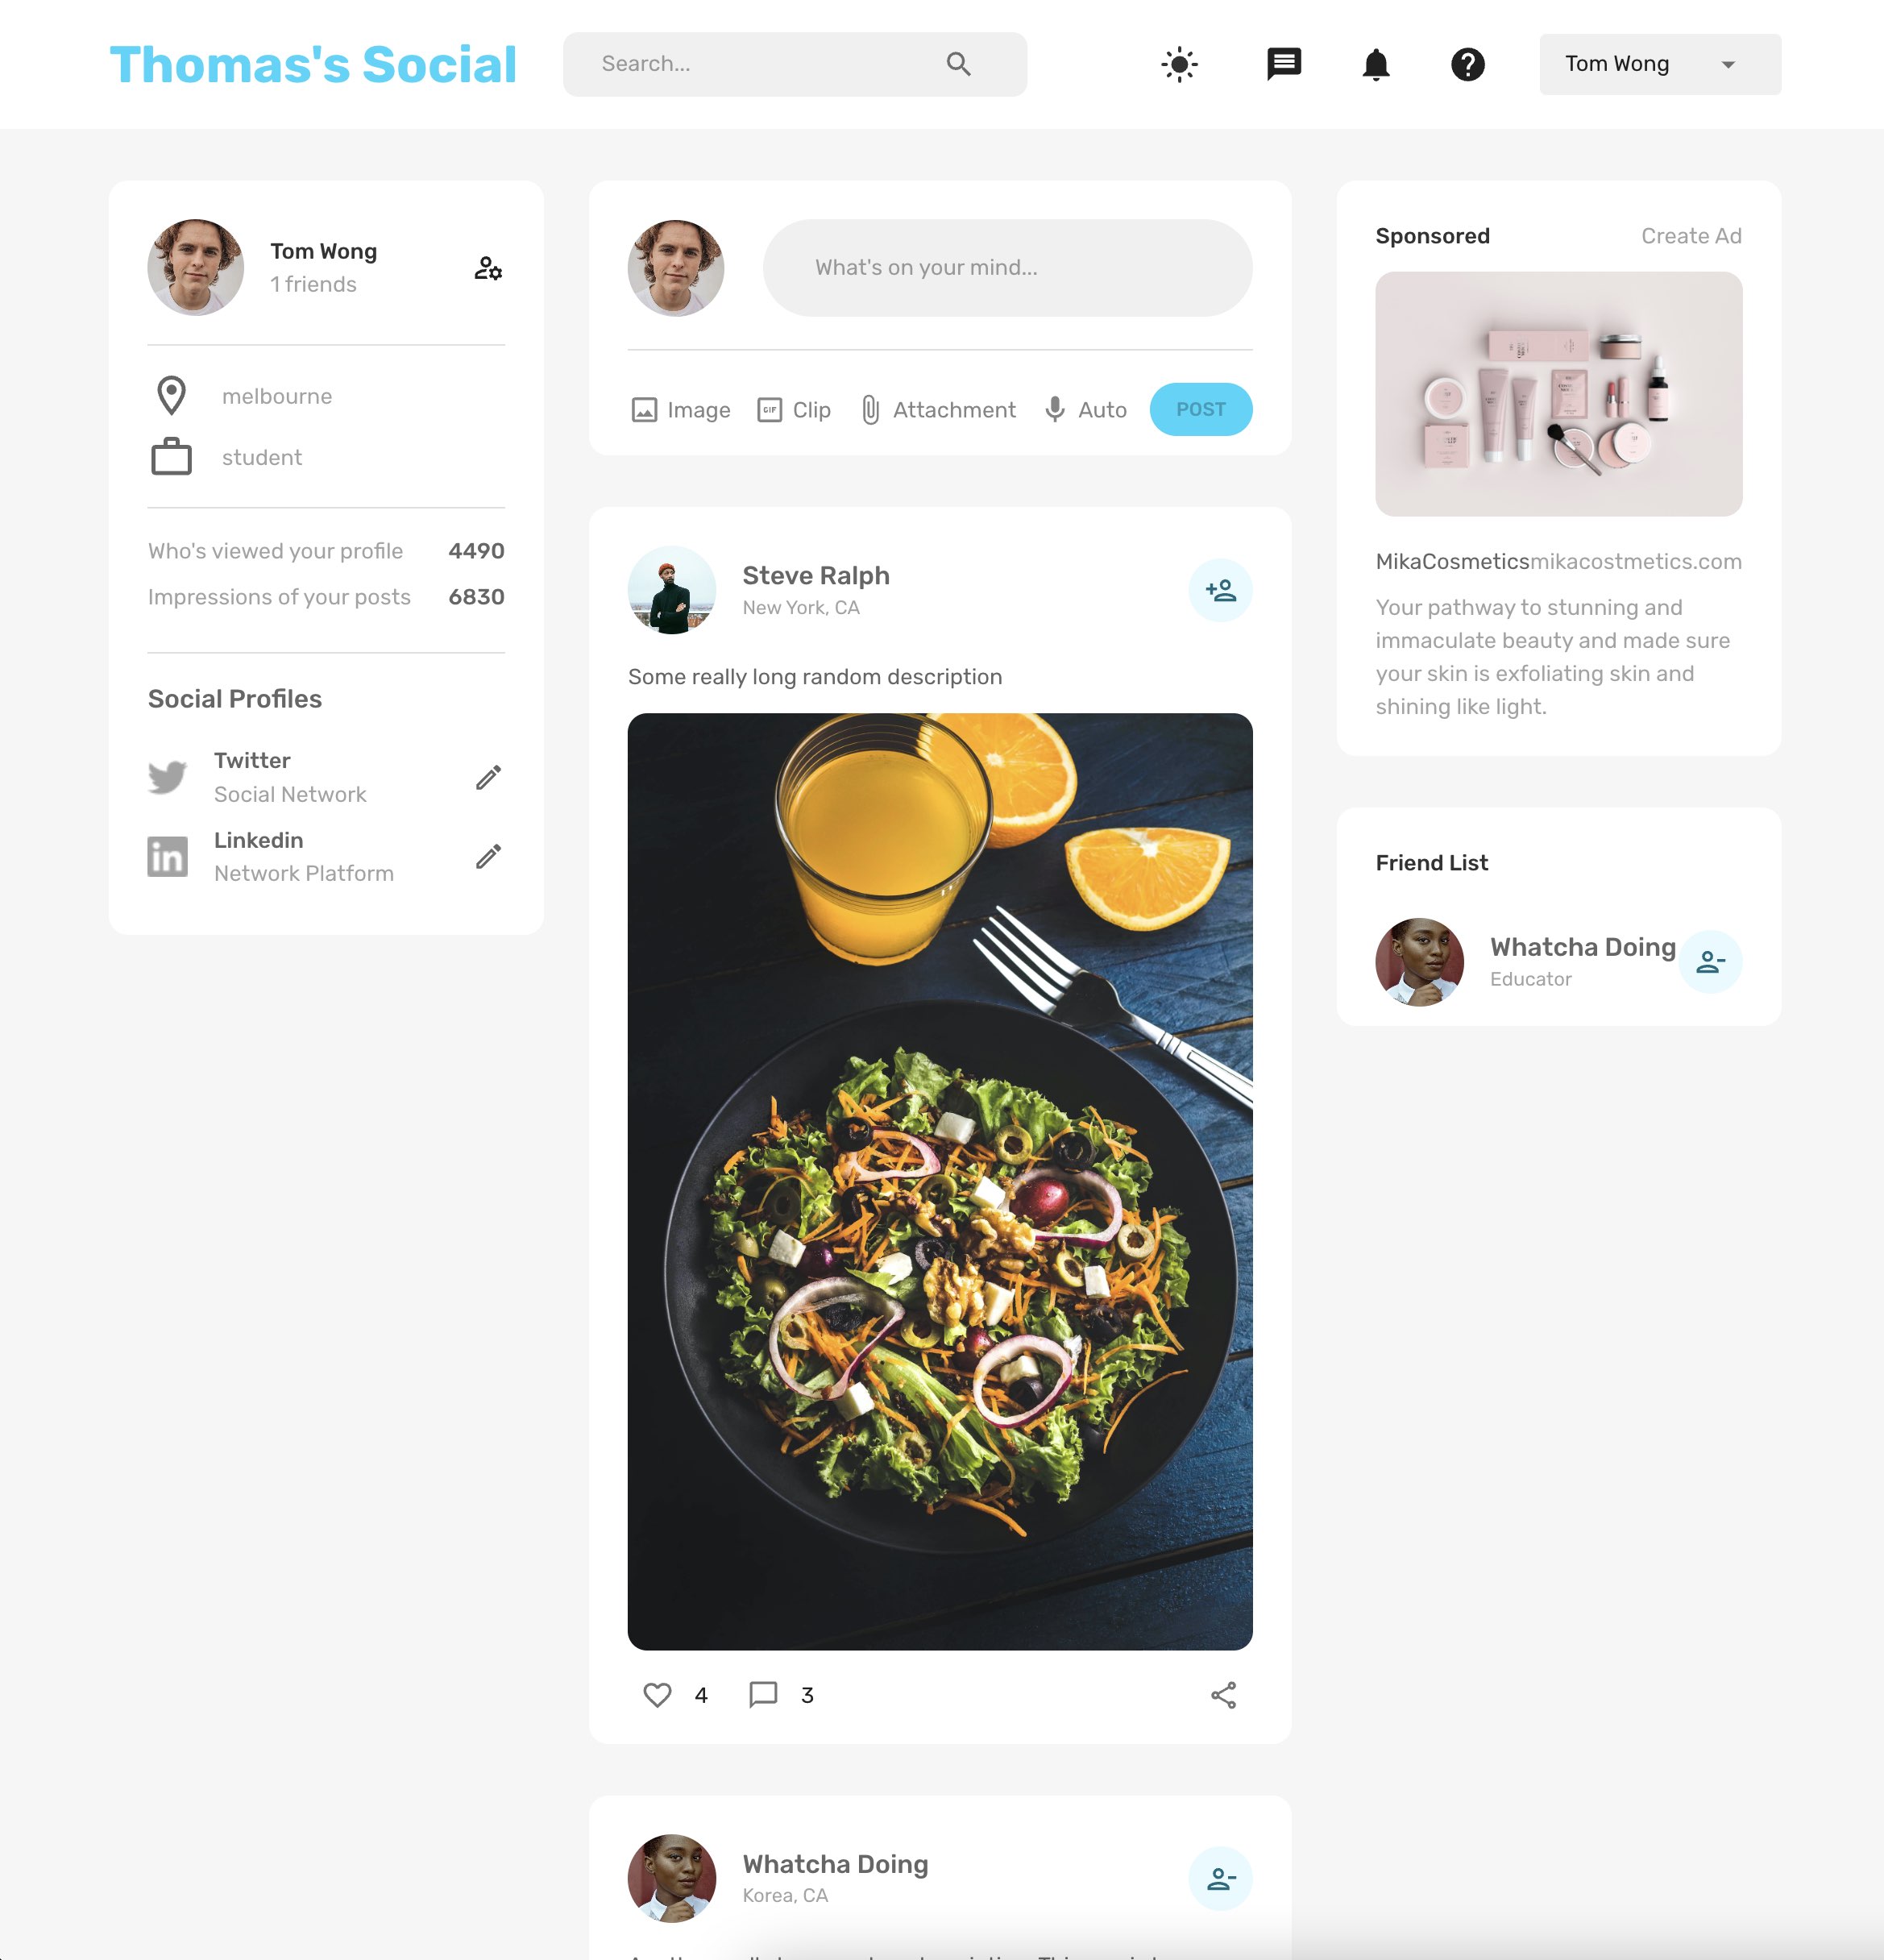 Thomas's Social
Search...
Tom Wong
Tom Wong
1 friends
melbourne
student
Who's viewed your profile 4490
Impressions of your posts 6830
Social Profiles
Twitter
Social Network
Linkedin
Network Platform
What's on your mind...
Image GIF Clip Attachment Auto POST
Steve Ralph
New York, CA
Some really long random description
4 3
Whatcha Doing
Korea, CA
Sponsored Create Ad
MikaCosmetics mikacostmetics.com
Your pathway to stunning and
immaculate beauty and made sure
your skin is exfoliating skin and
shining like light.
Friend List
Whatcha Doing
Educator